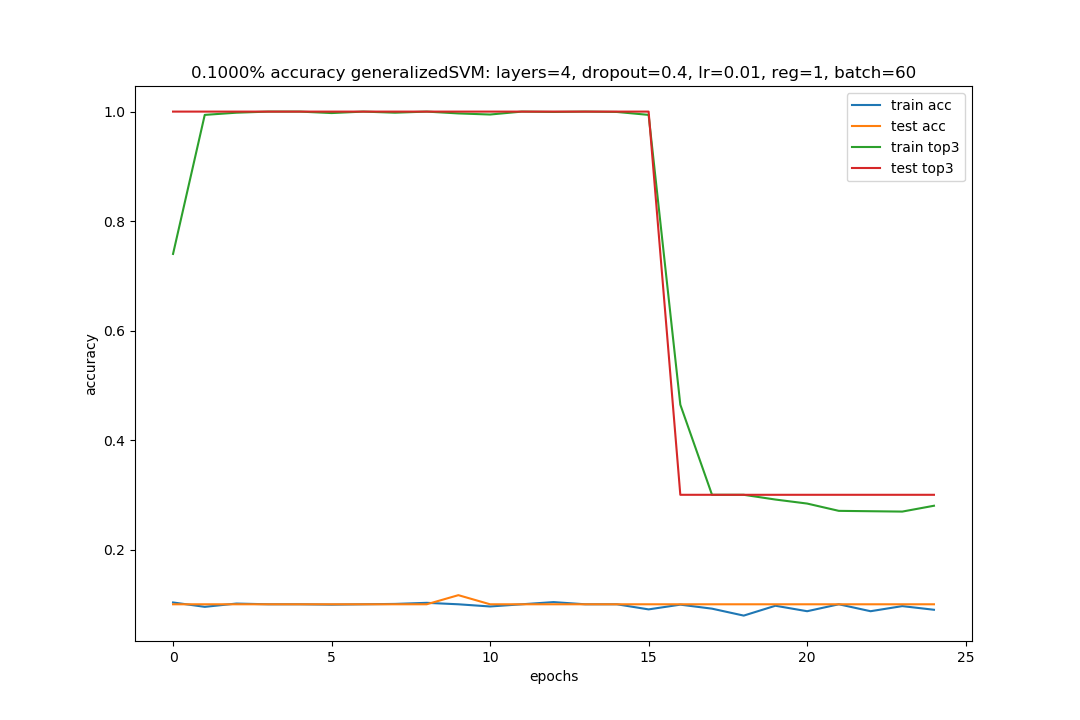 0.1000% accuracy generalizedSVM: layers=4, dropout=0.4, lr=0.01, reg=1, batch=60
train acc
test acc
train top3
test top3
1.0
0.8
0.6
0.4
0.2
accuracy
0 5 10 15 20 25
epochs